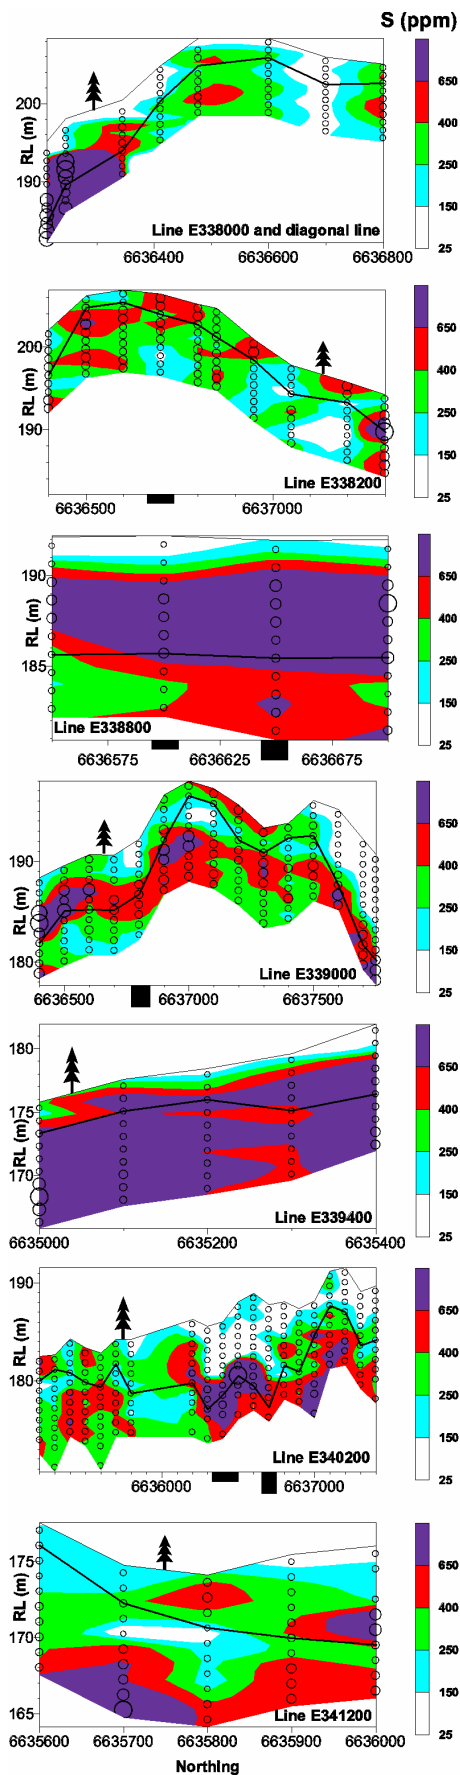 S (ppm)
650
400
250
150
25
RL (m)
200
190
Line E338000 and diagonal line
6636400 6636600 6636800
650
400
250
150
25
RL (m)
200
190
Line E338200
6636500 6637000
650
400
250
150
25
RL (m)
190
185
Line E338800
6636575 6636625 6636675
650
400
250
150
25
RL (m)
190
180
Line E339000
6636500 6637000 6637500
650
400
250
150
25
RL (m)
180
175
170
Line E339400
6635000 6635200 6635400
650
400
250
150
25
RL (m)
190
180
Line E340200
6636000 6637000
650
400
250
150
25
RL (m)
175
170
165
Line E341200
6635600 6635700 6635800 6635900 6636000
Northing